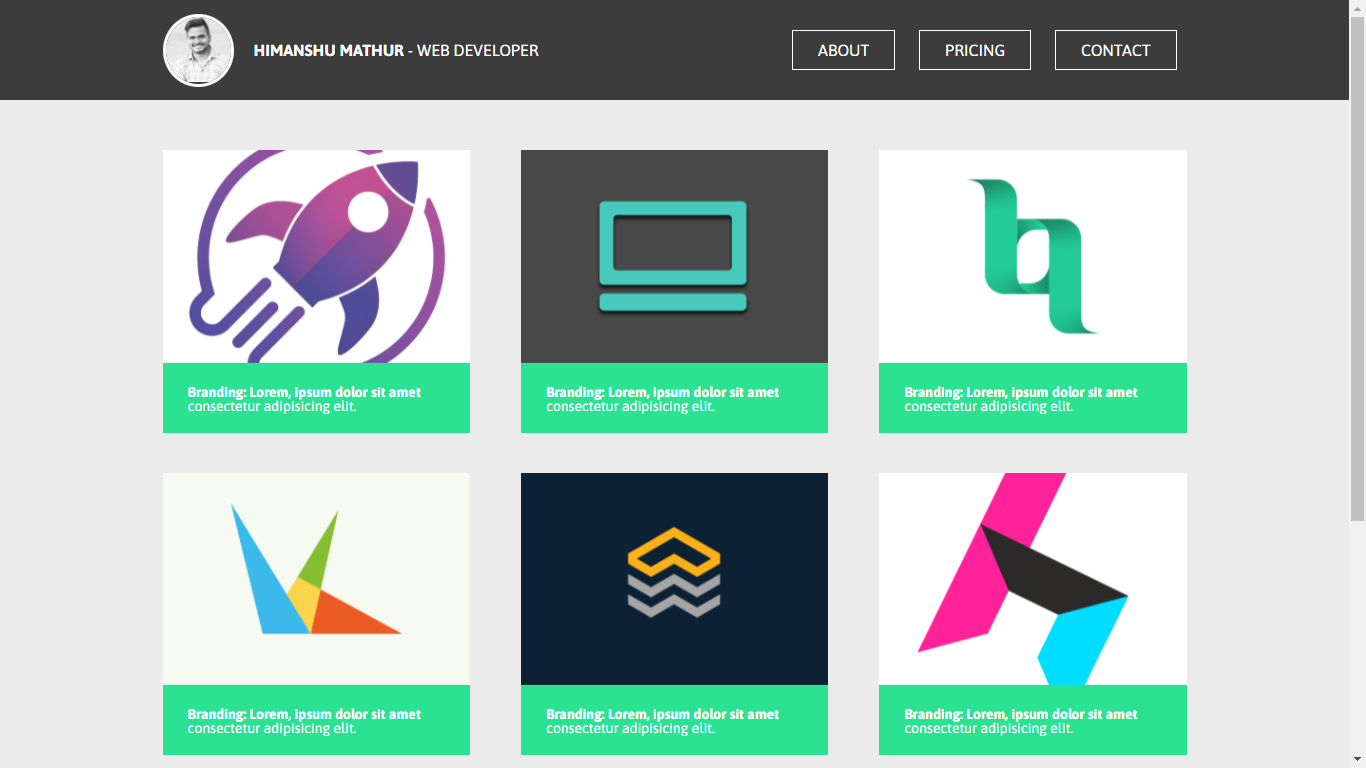 HIMANSHU MATHUR - WEB DEVELOPER
ABOUT
PRICING
CONTACT
Branding: Lorem, ipsum dolor sit amet
consectetur adipisicing elit.
Branding: Lorem, ipsum dolor sit amet
consectetur adipisicing elit.
Branding: Lorem, ipsum dolor sit amet
consectetur adipisicing elit.
Branding: Lorem, ipsum dolor sit amet
consectetur adipisicing elit.
Branding: Lorem, ipsum dolor sit amet
consectetur adipisicing elit.
Branding: Lorem, ipsum dolor sit amet
consectetur adipisicing elit.